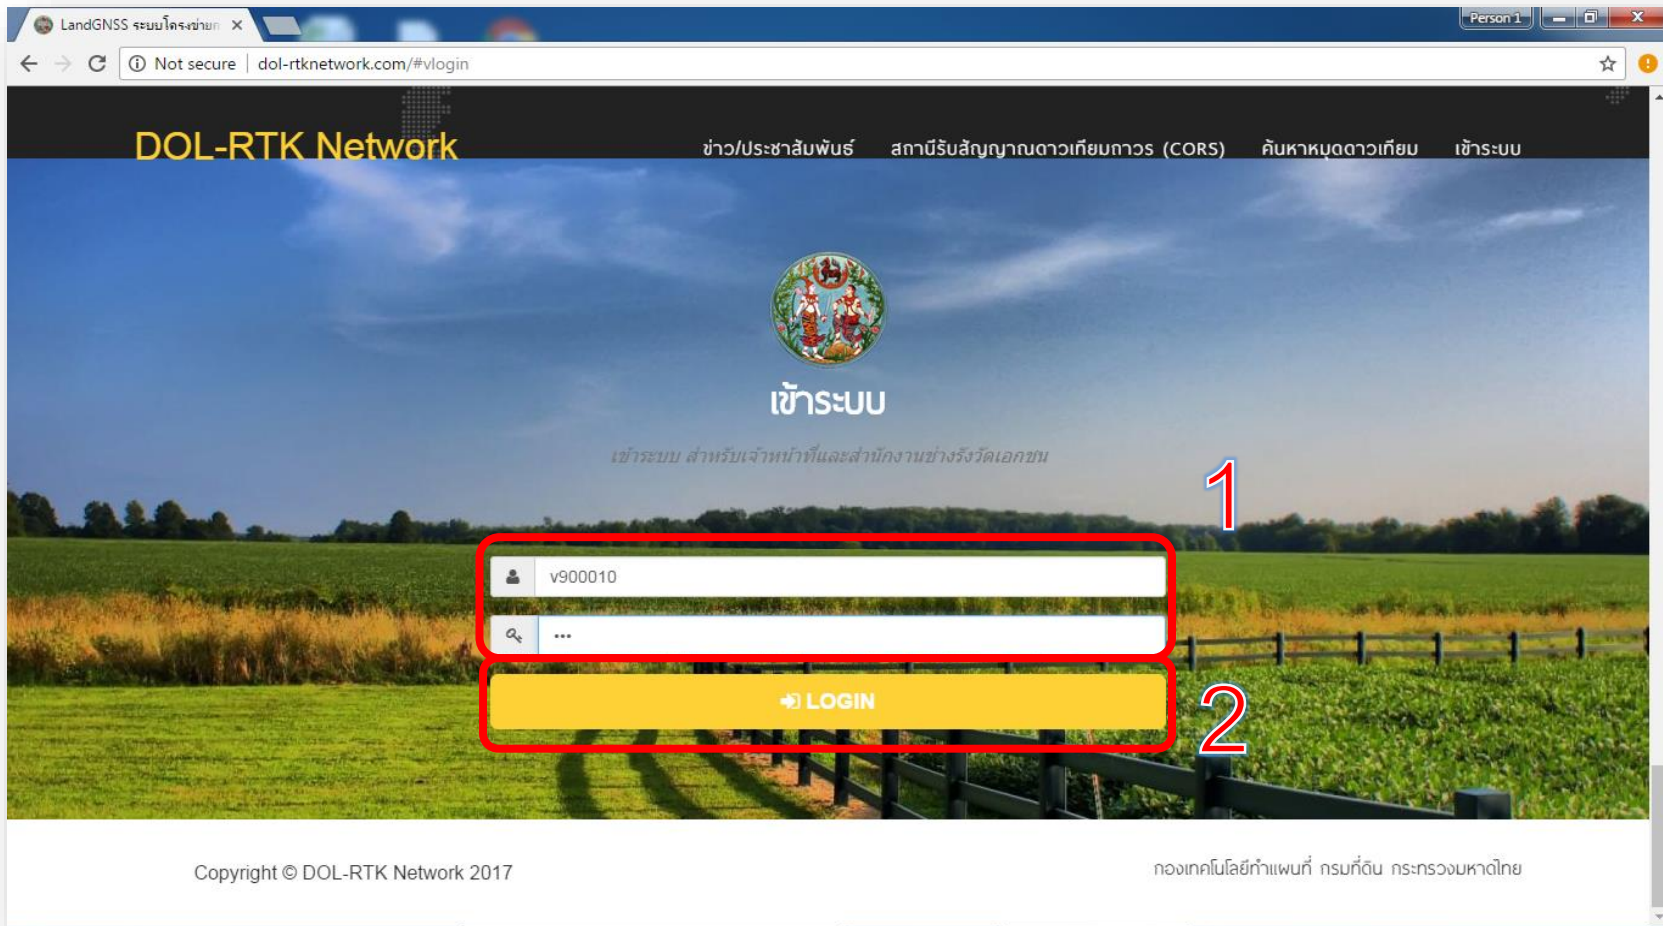 LandGNSS ระบบโครงข่ายก
Person 1
Not secure | dol-rtknetwork.com/#vlogin
DOL-RTK Network
ข่าว/ประชาสัมพันธ์ สถานีรับสัญญาณดาวเทียมถาวร (CORS) ค้นหาหมุดดาวเทียม เข้าระบบ
เข้าระบบ
เข้าระบบ สำหรับเจ้าหน้าที่และสำนักงานช่างรังวัดเอกชน
1
v900010
•••
LOGIN
2
Copyright © DOL-RTK Network 2017
กองเทคโนโลยีทำแผนที่ กรมที่ดิน กระทรวงมหาดไทย